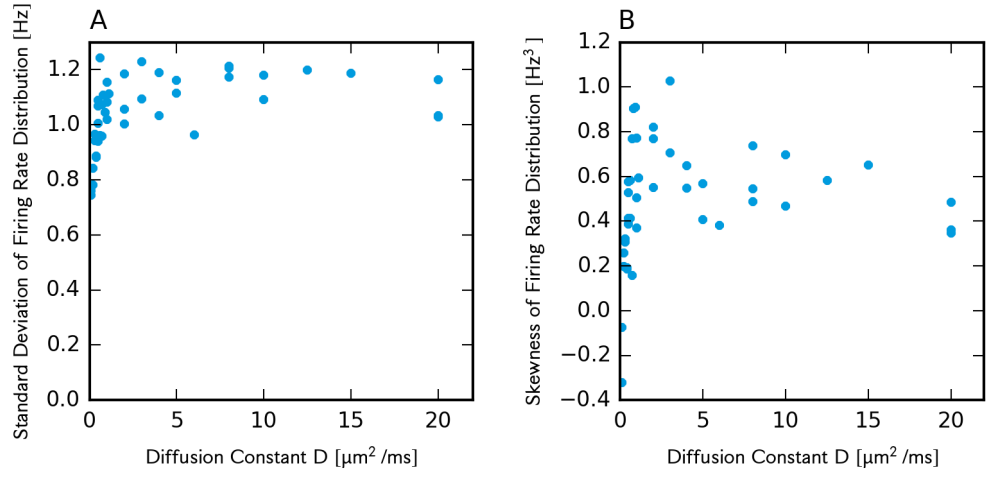 A
Standard Deviation of Firing Rate Distribution [Hz]
1.2
1.0
0.8
0.6
0.4
0.2
0.0
0 5 10 15 20
Diffusion Constant D [µm² /ms]
B
Skewness of Firing Rate Distribution [Hz³ ]
1.2
1.0
0.8
0.6
0.4
0.2
0.0
−0.2
−0.4
0 5 10 15 20
Diffusion Constant D [µm² /ms]